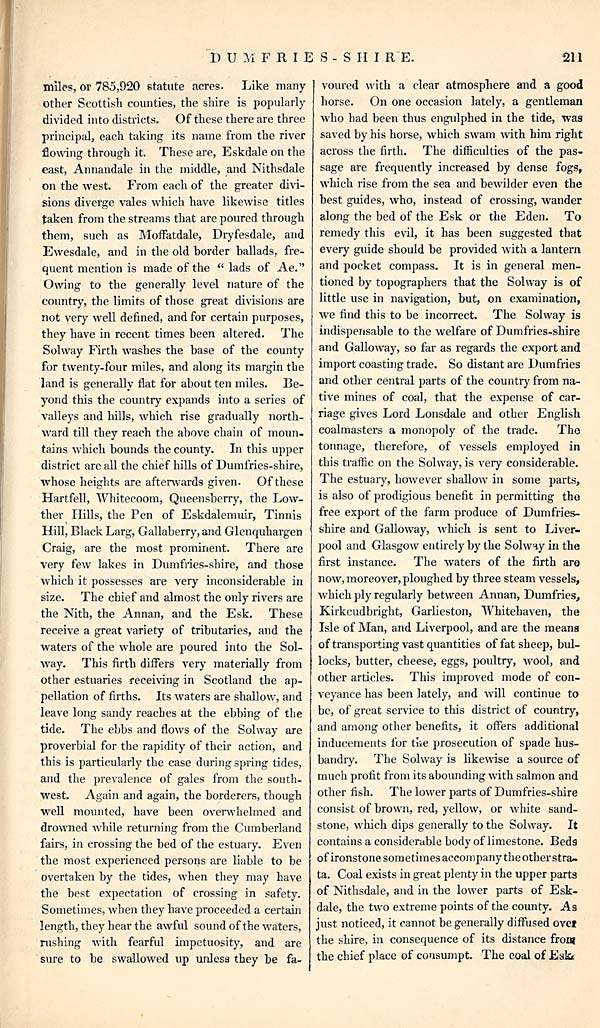 DUMFRIES-SHIRE.
211
miles, or 785,920 statute acres. Like many
other Scottish counties, the shire is popularly
divided into districts. Of these there are three
principal, each taking its name from the river
flowing through it. These are, Eskdale on the
east, Annandale in the middle, and Nithsdale
on the west. From each of the greater divi-
sions diverge vales which have likewise titles
taken from the streams that are poured through
them, such as Moffatdale, Dryfesdale, and
Ewesdale, and in the old border ballads, fre-
quent mention is made of the “ lads of Ae.”
Owing to the generally level nature of the
country, the limits of those great divisions are
not very well defined, and for certain purposes,
they have in recent times been altered. The
Solway Firth washes the base of the county
for twenty-four miles, and along its margin the
land is generally flat for about ten miles. Be-
yond this the country expands into a series of
valleys and hills, which rise gradually north-
ward till they reach the above chain of moun-
tains which bounds the county. In this upper
district are all the chief hills of Dumfries-shire,
whose heights are afterwards given. Of these
Hartfell, Whitecoom, Queensberry, the Low-
ther Hills, the Pen of Eskdalemuir, Tinnis
Hill, Black Larg, Gallaberry, and Glenquhargen
Craig, are the most prominent. There are
very few lakes in Dumfries-shire, and those
which it possesses are very inconsiderable in
size. The chief and almost the only rivers are
the Nith, the Annan, and the Esk. These
receive a great variety of tributaries, and the
waters of the whole are poured into the Sol-
way. This firth differs very materially from
other estuaries receiving in Scotland the ap-
pellation of firths. Its waters are shallow, and
leave long sandy reaches at the ebbing of the
tide. The ebbs and flows of the Solway are
proverbial for the rapidity of their action, and
this is particularly the case during spring tides,
and the prevalence of gales from the south-
west. Again and again, the borderers, though
well mounted, have been overwhelmed and
drowned while returning from the Cumberland
fairs, in crossing the bed of the estuary. Even
the most experienced persons are liable to be
overtaken by the tides, when they may have
the best expectation of crossing in safety.
Sometimes, when they have proceeded a certain
length, they hear the awful sound of the waters,
rushing with fearful impetuosity, and are
sure to be swallowed up unless they be fa-
voured with a clear atmosphere and a good
horse. On one occasion lately, a gentleman
who had been thus engulphed in the tide, was
saved by his horse, which swam with him right
across the firth. The difficulties of the pas-
sage are frequently increased by dense fogs,
which rise from the sea and bewilder even the
best guides, who, instead of crossing, wander
along the bed of the Esk or the Eden. To
remedy this evil, it has been suggested that
every guide should be provided with a lantern
and pocket compass. It is in general men-
tioned by topographers that the Solway is of
little use in navigation, but, on examination,
we find this to be incorrect. The Solway is
indispensable to the welfare of Dumfries-shire
and Galloway, so far as regards the export and
import coasting trade. So distant are Dumfries
and other central parts of the country from na-
tive mines of coal, that the expense of car-
riage gives Lord Lonsdale and other English
coalmasters a monopoly of the trade. The
tonnage, therefore, of vessels employed in
this traffic on the Solway, is very considerable.
The estuary, however shallow in some parts,
is also of prodigious benefit in permitting the
free export of the farm produce of Dumfries-
shire and Galloway, which is sent to Liver-
pool and Glasgow entirely by the Solway in the
first instance. The waters of the firth are
now, moreover, ploughed by three steam vessels,
which ply regularly between Annan, Dumfries,
Kirkcudbright, Garlieston, Whitehaven, the
Isle of Man, and Liverpool, and are the means
of transporting vast quantities of fat sheep, bul-
locks, butter, cheese, eggs, poultry, wool, and
other articles. This improved mode of con-
veyance has been lately, and will continue to
be, of great service to this district of country,
and among other benefits, it offers additional
inducements for the prosecution of spade hus-
bandry. The Solway is likewise a source of
much profit from its abounding with salmon and
other fish. The lower parts of Dumfries-shire
consist of brown, red, yellow, or white sand-
stone, which dips generally to the Solway. It
contains a considerable body of limestone. Beds
of ironstone sometimes accompany the other stra-
ta. Coal exists in great plenty in the upper parts
of Nithsdale, and in the lower parts of Esk-
dale, the two extreme points of the county. As
just noticed, it cannot be generally diffused over
the shire, in consequence of its distance from
the chief place of consumpt. The coal of Esk-